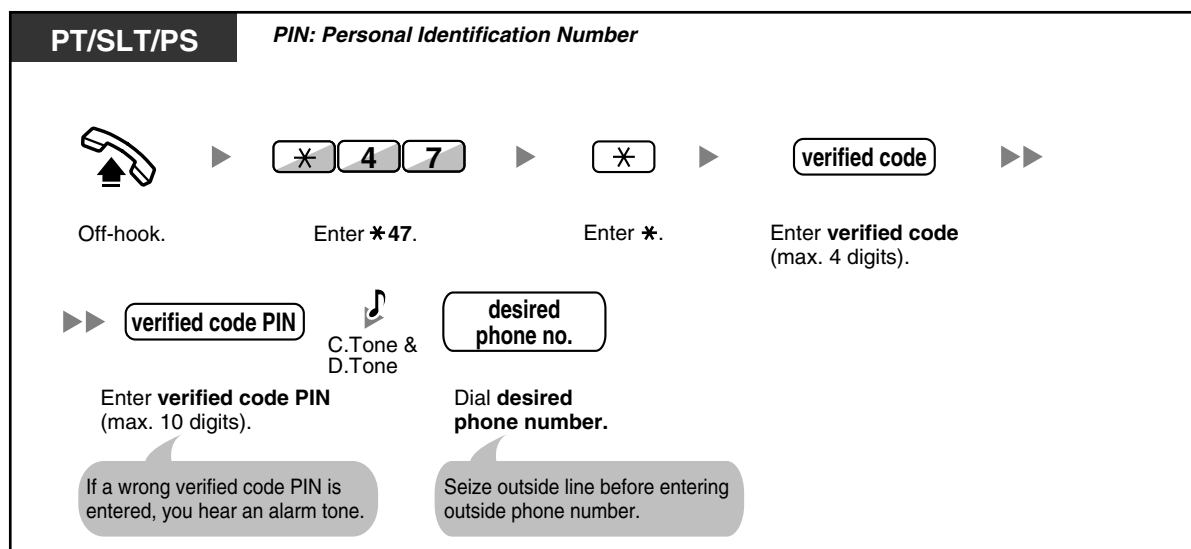 PT/SLT/PS
PIN: Personal Identification Number
✳ 4 7
✳
verified code
Off-hook.
Enter ✳47.
Enter ✳.
Enter verified code
(max. 4 digits).
verified code PIN
C.Tone &
D.Tone
desired
phone no.
Enter verified code PIN
(max. 10 digits).
Dial desired
phone number.
If a wrong verified code PIN is
entered, you hear an alarm tone.
Seize outside line before entering
outside phone number.